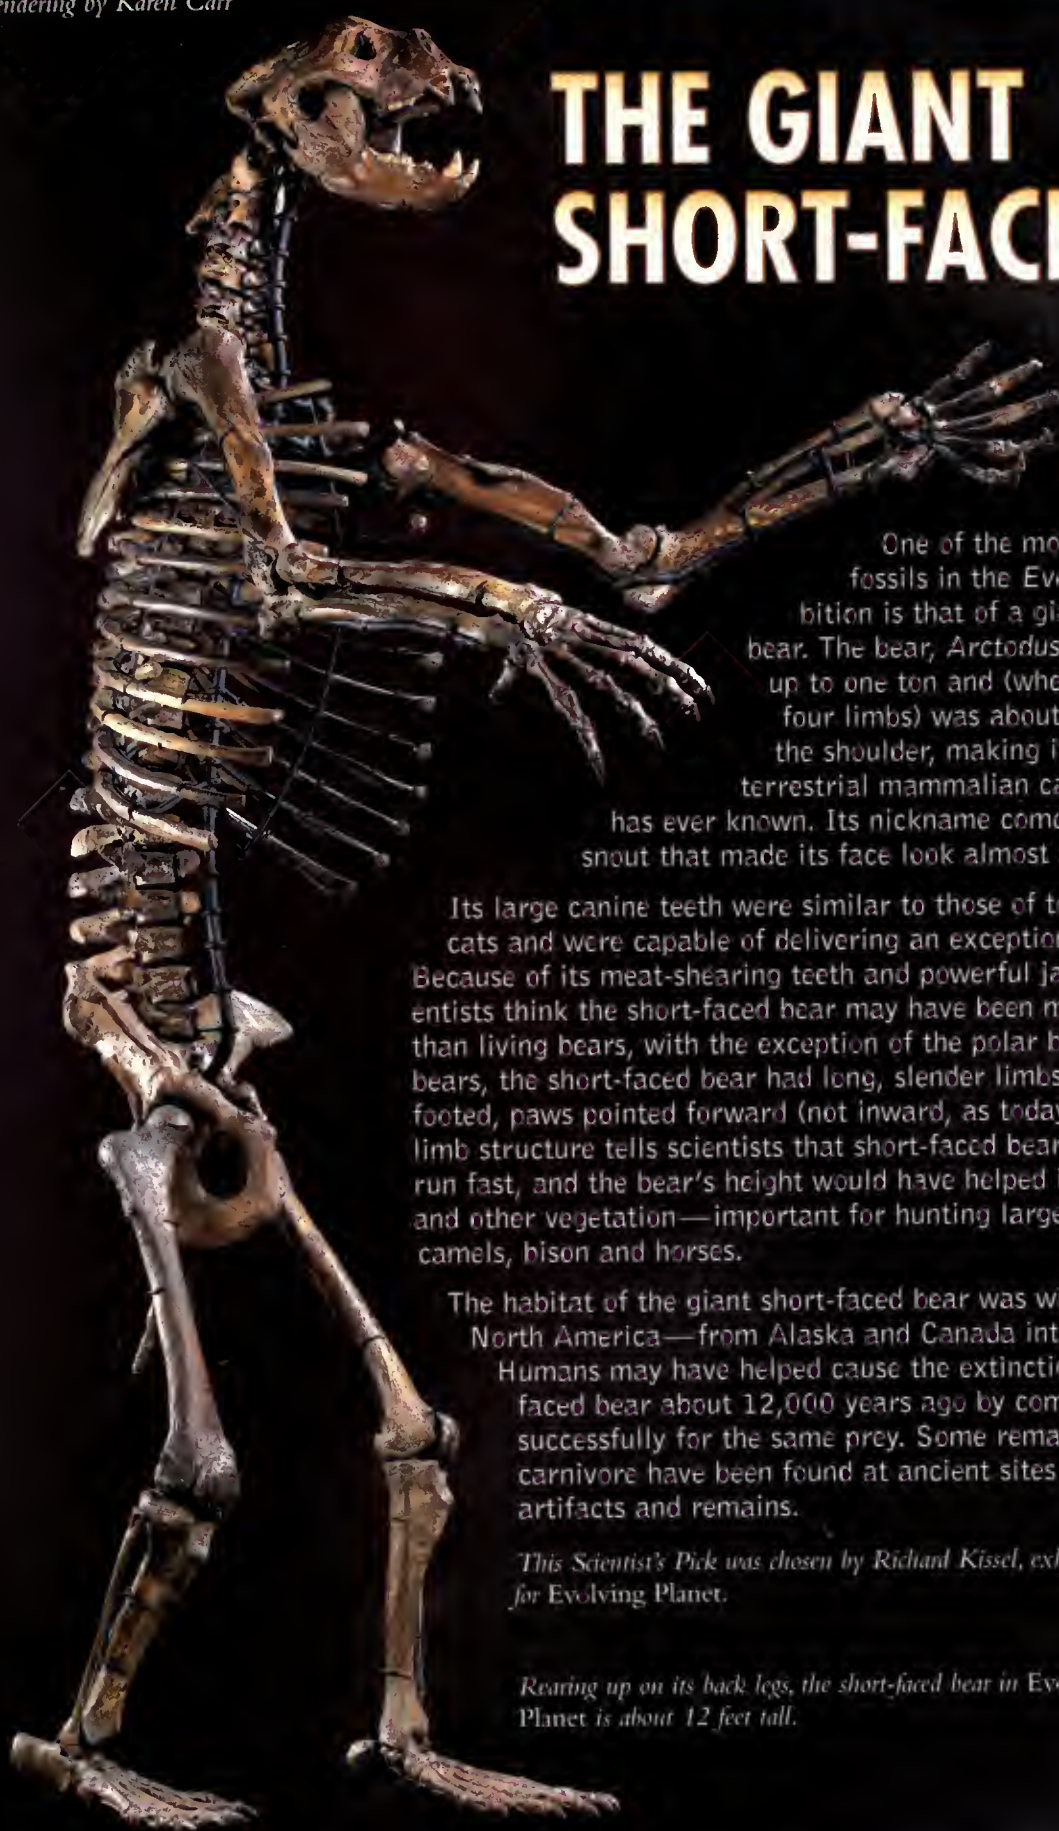 endering by Karen Carr
THE GIANT
SHORT-FAC
One of the mo
fossils in the Ev
bition is that of a g
bear. The bear, Arctodus
up to one ton and (who
four limbs) was about
the shoulder, making i
terrestrial mammalian ca
has ever known. Its nickname com
snout that made its face look almost
Its large canine teeth were similar to those of t
cats and were capable of delivering an exception
Because of its meat-shearing teeth and powerful ja
entists think the short-faced bear may have been m
than living bears, with the exception of the polar b
bears, the short-faced bear had long, slender limbs
footed, paws pointed forward (not inward, as today
limb structure tells scientists that short-faced bear
run fast, and the bear's height would have helped
and other vegetation—important for hunting large
camels, bison and horses.
The habitat of the giant short-faced bear was w
North America—from Alaska and Canada int
Humans may have helped cause the extincti
faced bear about 12,000 years ago by com
successfully for the same prey. Some rema
carnivore have been found at ancient sites
artifacts and remains.
This Scientist's Pick was chosen by Richard Kissel, exh
for Evolving Planet.
Rearing up on its back legs, the short-faced bear in Ev
Planet is about 12 feet tall.